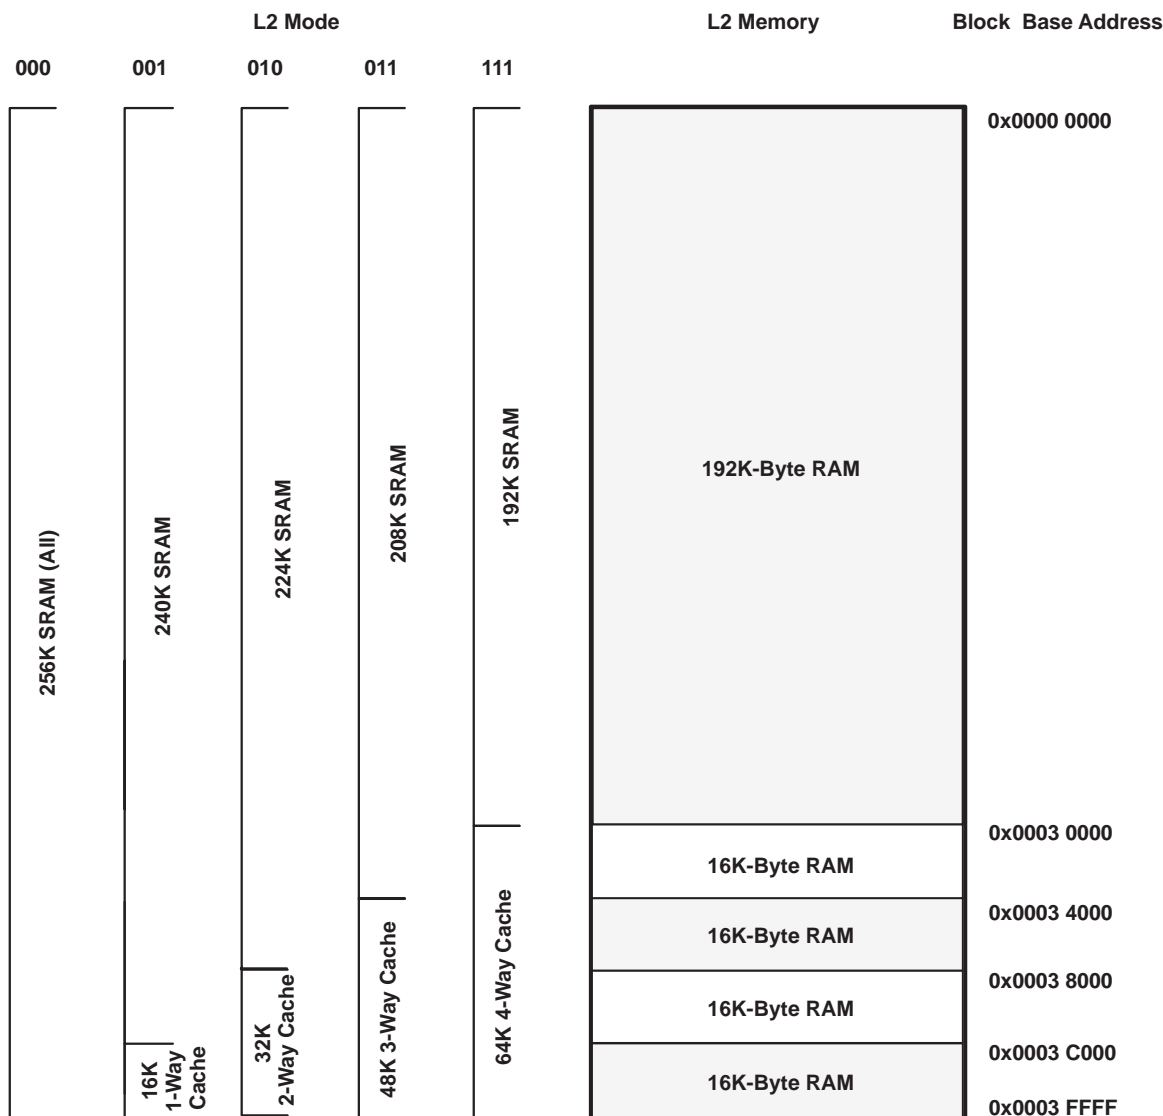 L2 Mode L2 Memory Block Base Address
000 001 010 011 111
0x0000 0000
256K SRAM (All)
240K SRAM
224K SRAM
208K SRAM
192K SRAM
192K-Byte RAM
0x0003 0000
16K-Byte RAM
0x0003 4000
16K-Byte RAM
0x0003 8000
16K-Byte RAM
0x0003 C000
16K-Byte RAM
0x0003 FFFF
16K
1-Way
Cache
32K
2-Way Cache
48K 3-Way Cache
64K 4-Way Cache